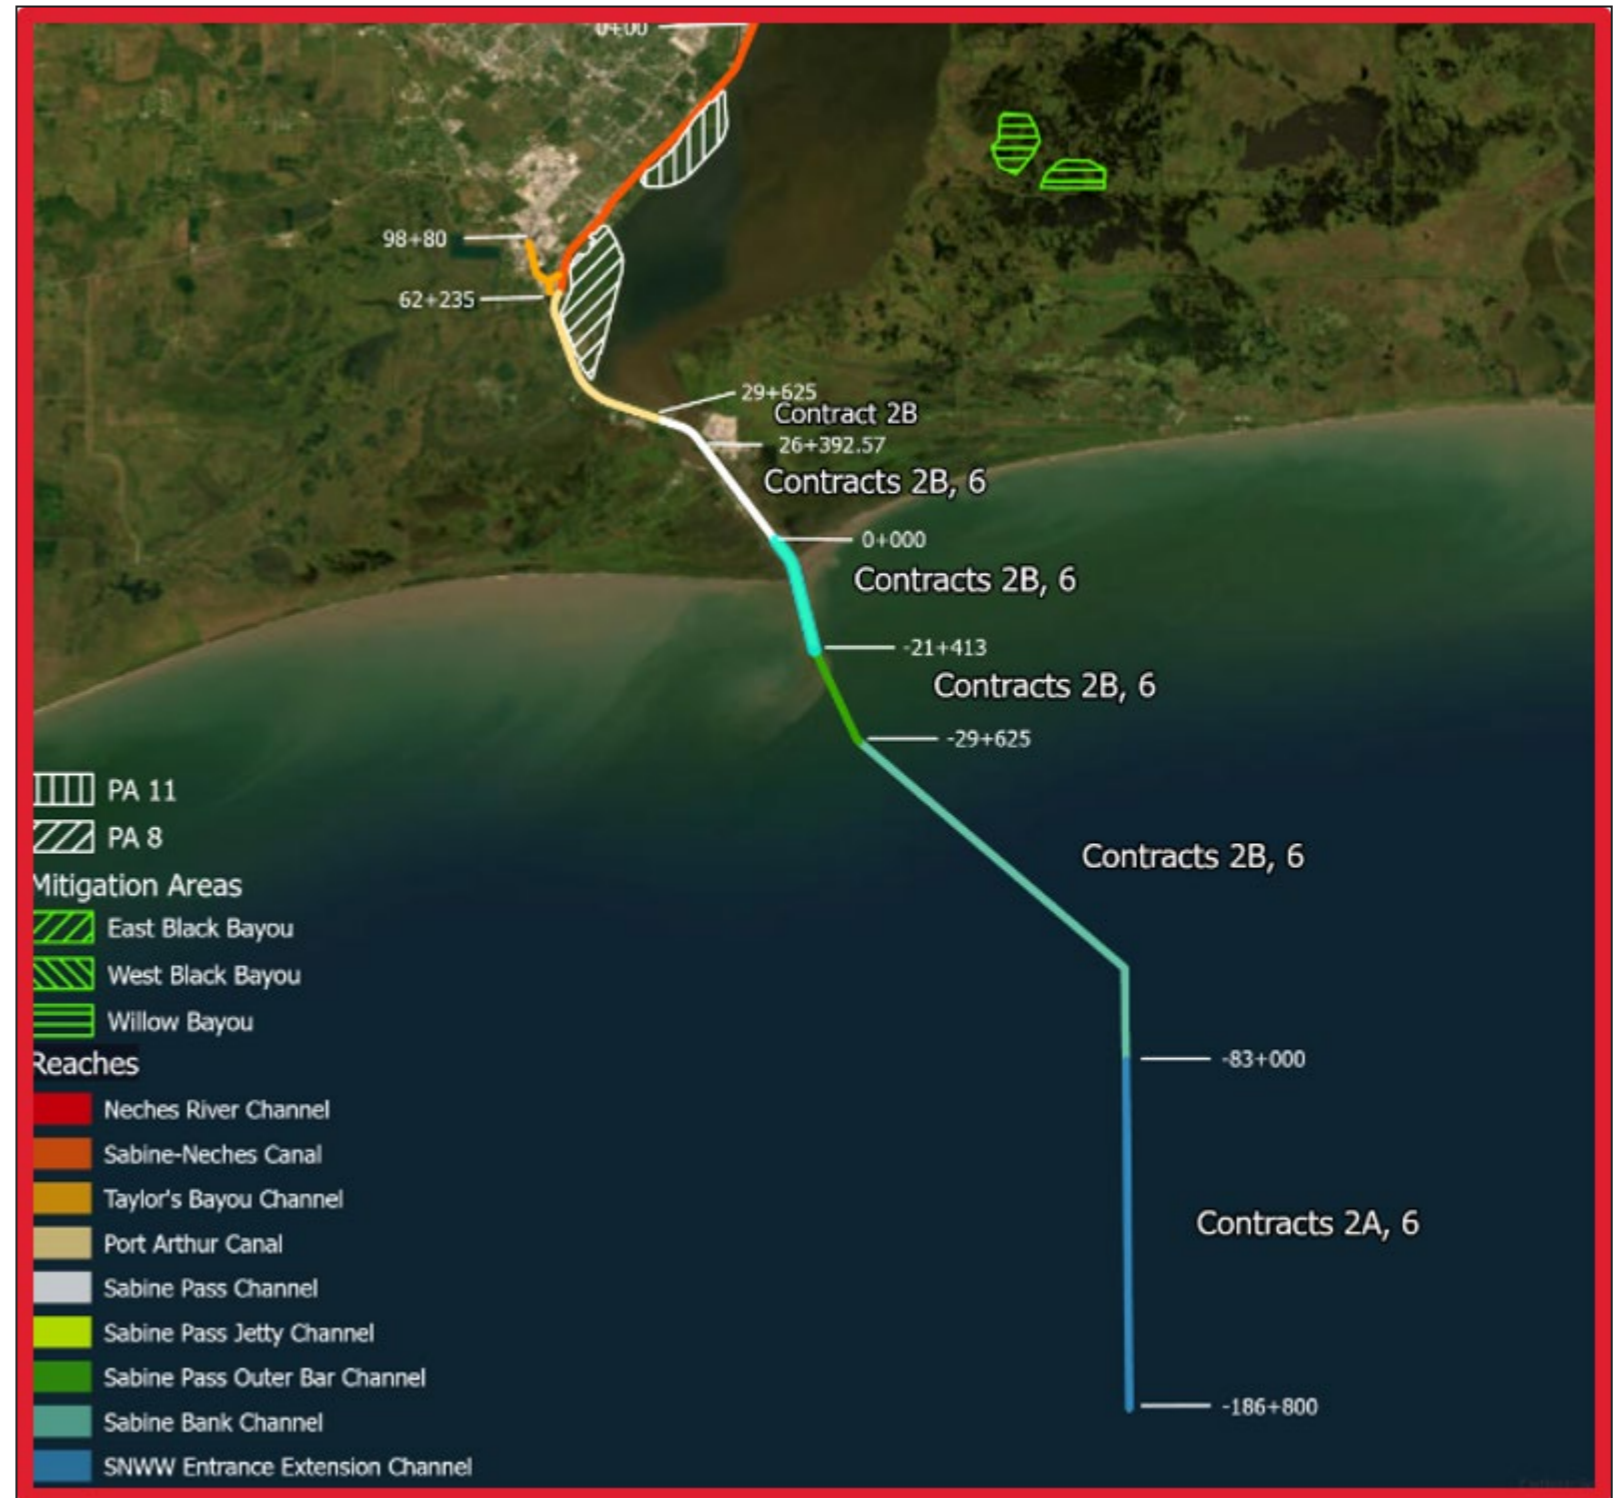 0+00
98+80
62+235
29+625
Contract 2B
26+392.57
Contracts 2B, 6
0+000
Contracts 2B, 6
-21+413
Contracts 2B, 6
-29+625
Contracts 2B, 6
-83+000
Contracts 2A, 6
-186+800
PA 11
PA 8
Mitigation Areas
East Black Bayou
West Black Bayou
Willow Bayou
Reaches
Neches River Channel
Sabine-Neches Canal
Taylor's Bayou Channel
Port Arthur Canal
Sabine Pass Channel
Sabine Pass Jetty Channel
Sabine Pass Outer Bar Channel
Sabine Bank Channel
SNWW Entrance Extension Channel